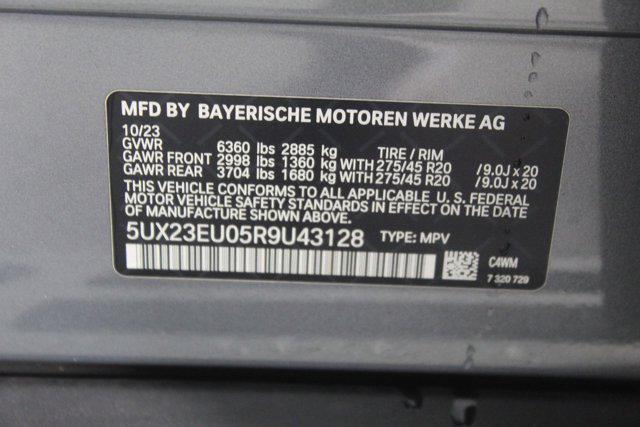 MFD BY BAYERISCHE MOTOREN WERKE AG
10/23
GVWR 6360 lbs 2885 kg TIRE / RIM
GAWR FRONT 2998 lbs 1360 kg WITH 275/45 R20 /9.0J x 20
GAWR REAR 3704 lbs 1680 kg WITH 275/45 R20 /9.0J x 20
THIS VEHICLE CONFORMS TO ALL APPLICABLE U. S. FEDERAL
MOTOR VEHICLE SAFETY STANDARDS IN EFFECT ON THE
DATE OF MANUFACTURE SHOWN ABOVE.
5UX23EU05R9U43128 TYPE: MPV
C4WM
7 320 729